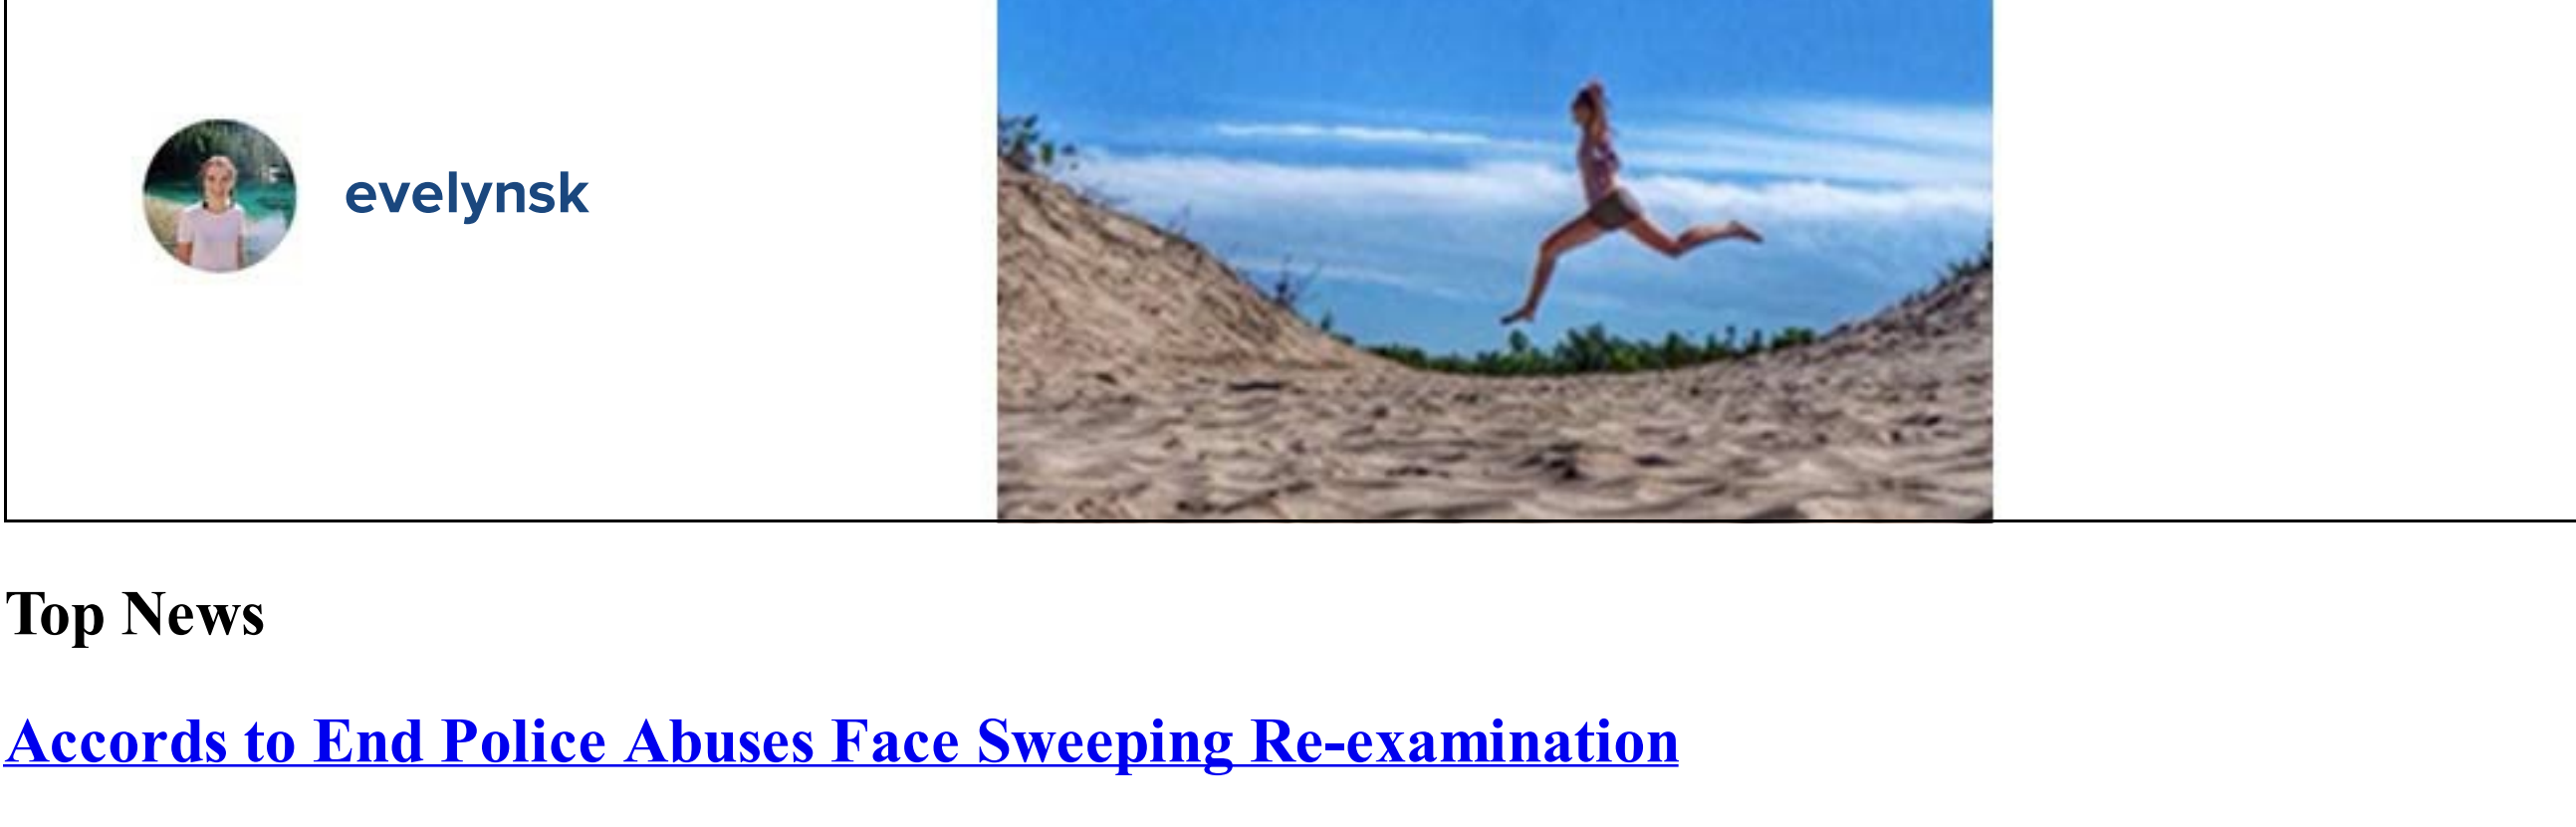 evelynsk
Top News
Accords to End Police Abuses Face Sweeping Re-examination